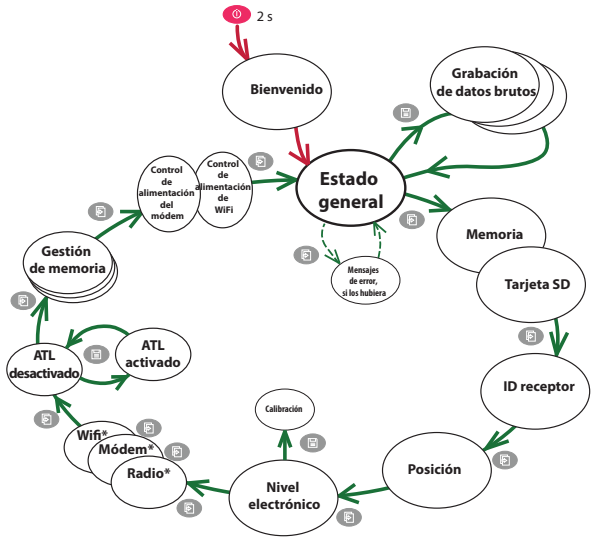 2 s
Bienvenido
Grabación
de datos brutos
Estado
general
Control
de
alimentación
del
módem
Control
de
alimentación
de
WiFi
Memoria
Tarjeta SD
Mensajes
de error,
si los hubiera
Gestión
de memoria
ATL
desactivado
ATL
activado
ID receptor
Calibración
Wifi*
Módem*
Radio*
Nivel
electrónico
Posición